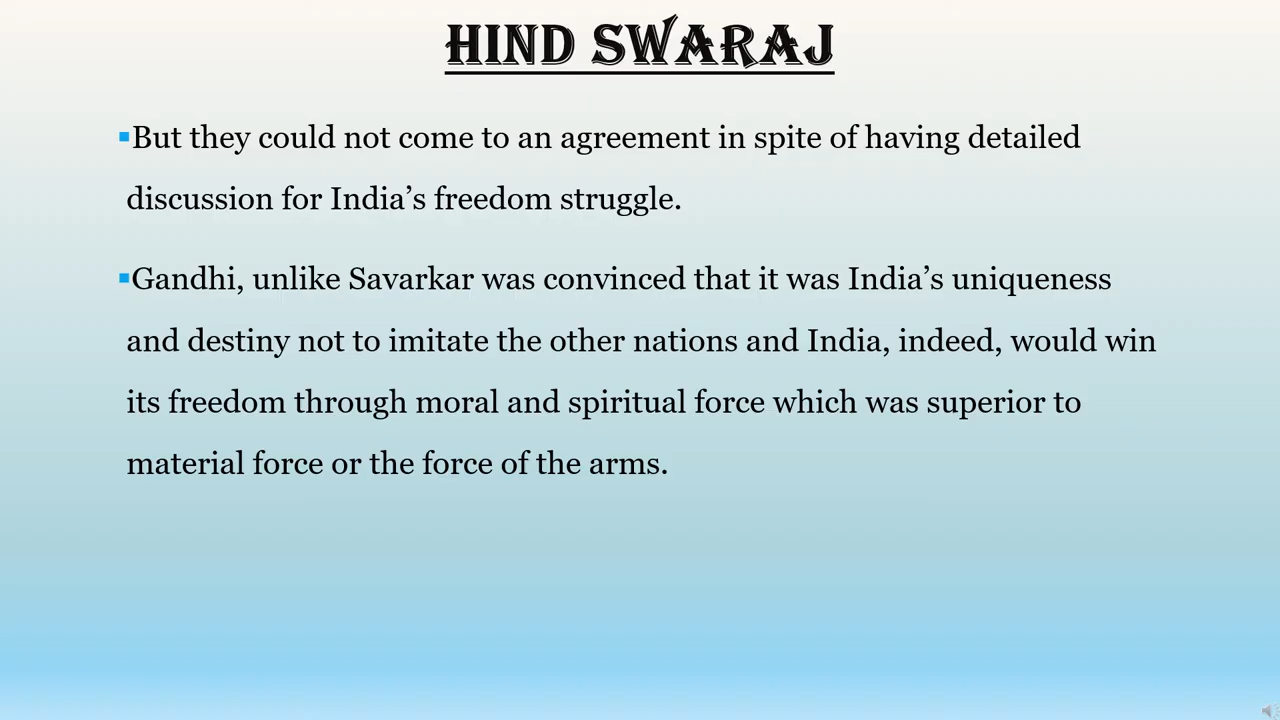 HIND SWARAJ
▪But they could not come to an agreement in spite of having detailed
discussion for India’s freedom struggle.
▪Gandhi, unlike Savarkar was convinced that it was India’s uniqueness
and destiny not to imitate the other nations and India, indeed, would win
its freedom through moral and spiritual force which was superior to
material force or the force of the arms.